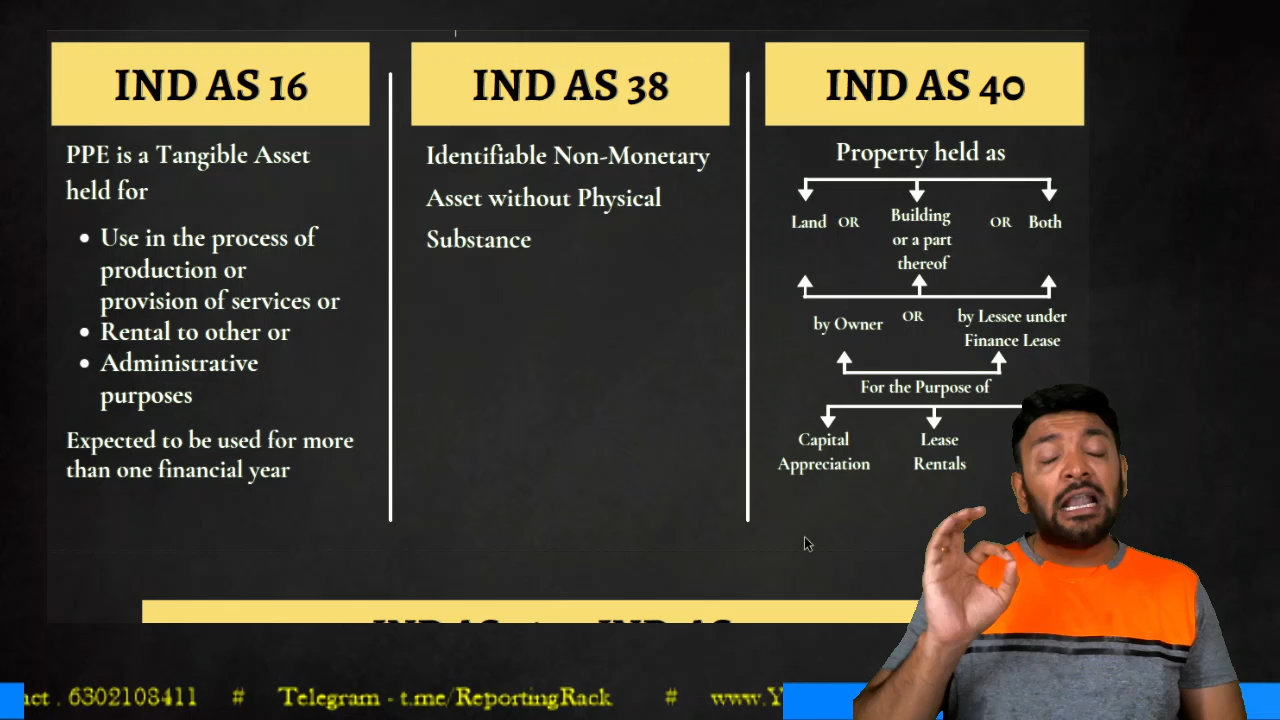 IND AS 16
PPE is a Tangible Asset
held for
• Use in the process of
production or
provision of services or
• Rental to other or
• Administrative
purposes
Expected to be used for more
than one financial year
IND AS 38
Identifiable Non-Monetary
Asset without Physical
Substance
IND AS 40
Property held as
Land OR Building OR Both
or a part
thereof
by Owner OR by Lessee under
Finance Lease
For the Purpose of
Capital Lease
Appreciation Rentals
6302108411 # Telegram - t.me/ReportingRack # www.Y